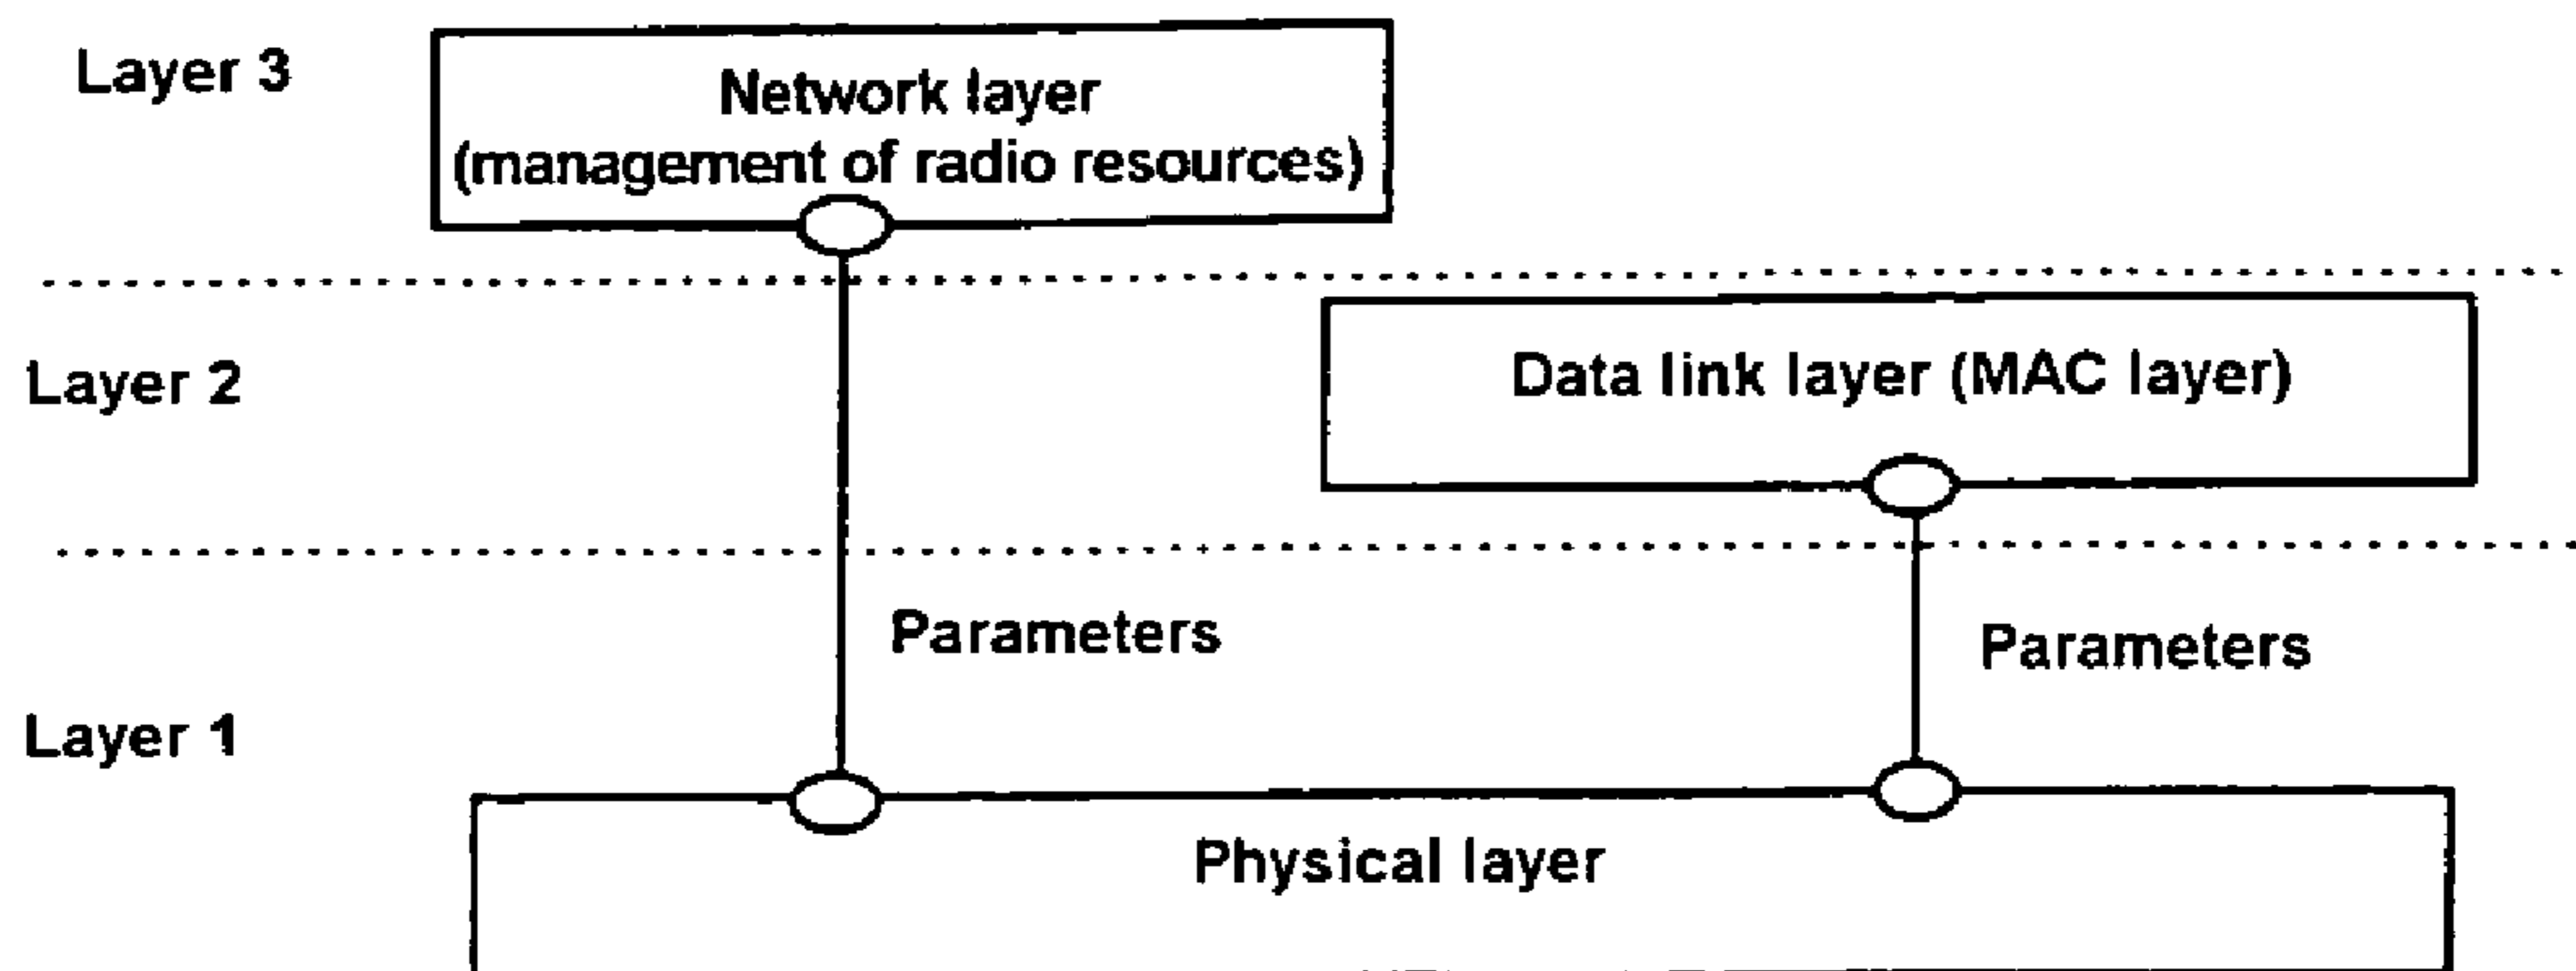 Layer 3
Network layer
(management of radio resources)
Layer 2
Data link layer (MAC layer)
Parameters
Parameters
Layer 1
Physical layer